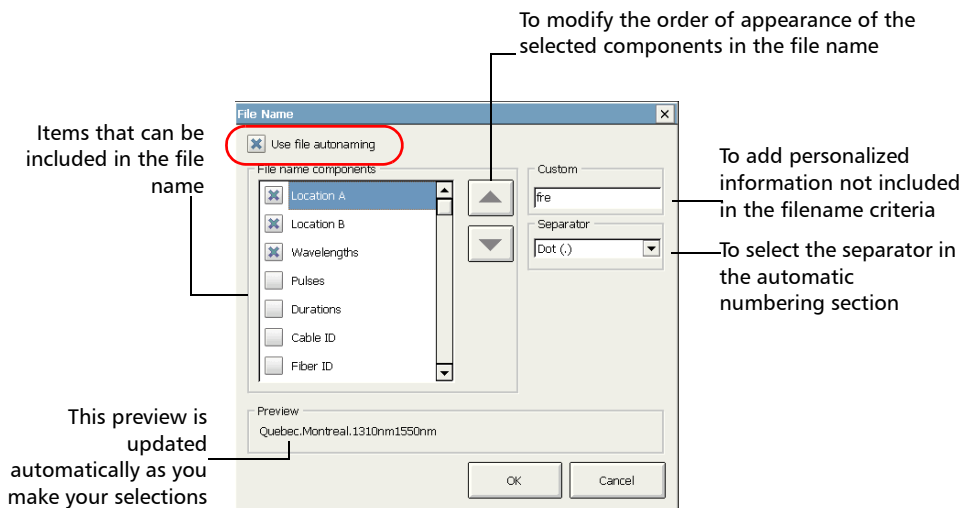 To modify the order of appearance of the
selected components in the file name
Items that can be
included in the file
name
File Name
Use file autonaming
File name components
Location A
Location B
Wavelengths
Pulses
Durations
Cable ID
Fiber ID
Custom
fre
Separator
Dot (.)
To add personalized
information not included
in the filename criteria
To select the separator in
the automatic
numbering section
This preview is
updated
automatically as you
make your selections
Preview
Quebec.Montreal.1310nm1550nm
OK
Cancel